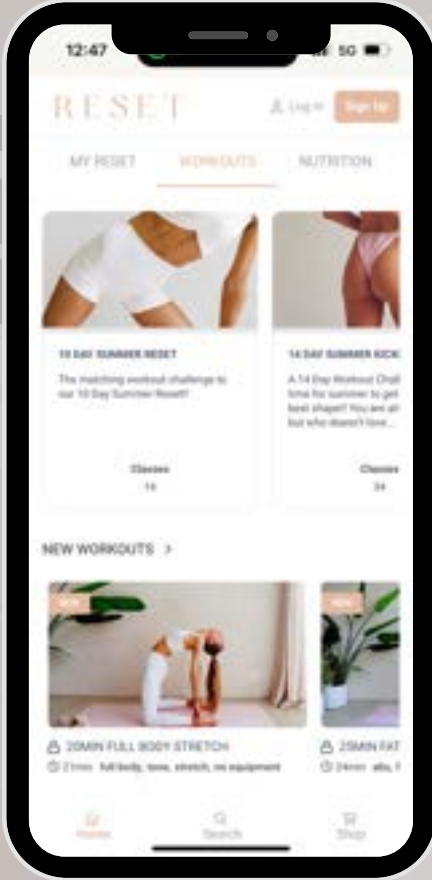 12:47
5G
RESET
Log In
Sign Up
MY RESET
WORKOUTS
NUTRITION
10 DAY SUMMER RESET
The matching workout challenge to
our 10 Day Summer Reset!
Classes
14 DAY SUMMER KICK
A 14 Day Workout Chal
time for summer to get
best shape!! You are al
but who doesn't love...
Classes
NEW WORKOUTS >
NEW
20MIN FULL BODY STRETCH
21min full body, tone, stretch, no equipment
NEW
25MIN FAT
24min abs, f
Home
Search
Shop